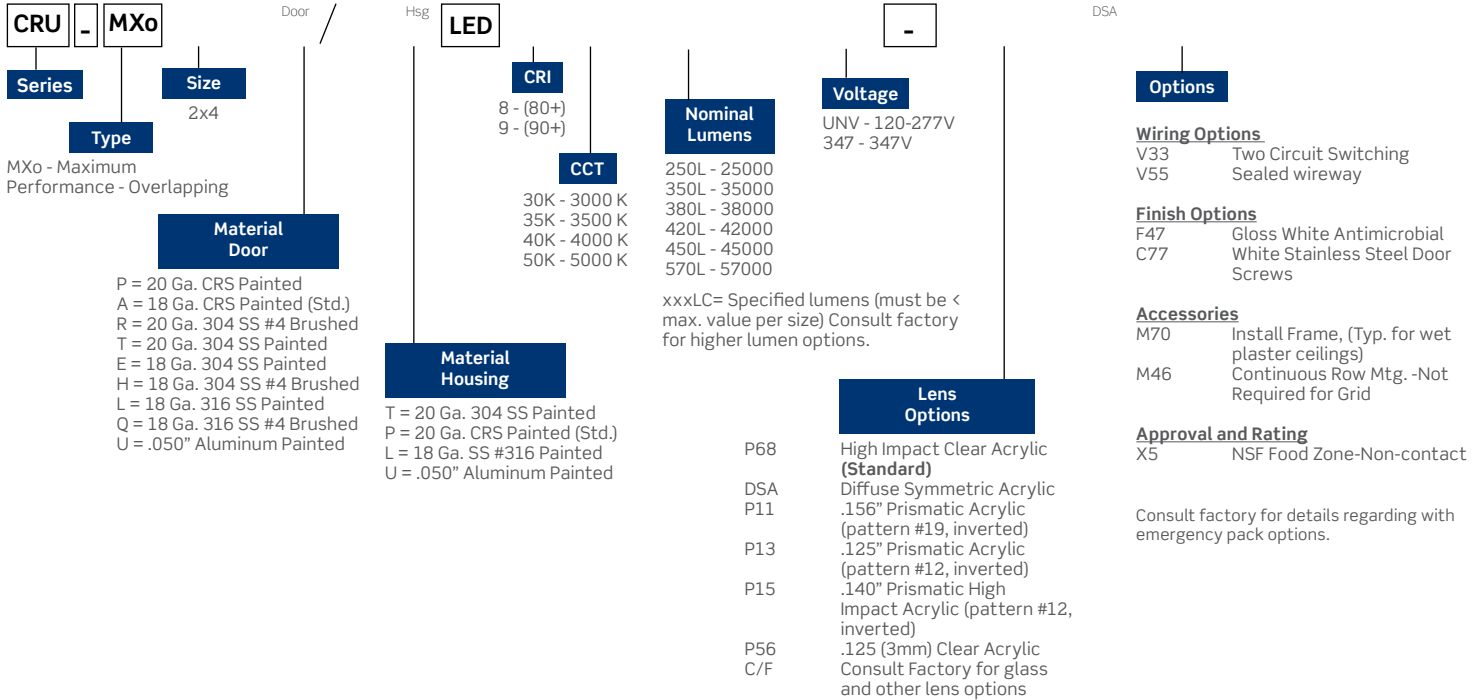 CRU - MXo Door / Hsg LED - DSA
Series
Type
MXo - Maximum
Performance - Overlapping
Size
2x4
Material
Door
P = 20 Ga. CRS Painted
A = 18 Ga. CRS Painted (Std.)
R = 20 Ga. 304 SS #4 Brushed
T = 20 Ga. 304 SS Painted
E = 18 Ga. 304 SS Painted
H = 18 Ga. 304 SS #4 Brushed
L = 18 Ga. 316 SS Painted
Q = 18 Ga. 316 SS #4 Brushed
U = .050” Aluminum Painted
Material
Housing
T = 20 Ga. 304 SS Painted
P = 20 Ga. CRS Painted (Std.)
L = 18 Ga. SS #316 Painted
U = .050” Aluminum Painted
CRI
8 - (80+)
9 - (90+)
CCT
30K - 3000 K
35K - 3500 K
40K - 4000 K
50K - 5000 K
Nominal
Lumens
250L - 25000
350L - 35000
380L - 38000
420L - 42000
450L - 45000
570L - 57000
xxxLC= Specified lumens (must be <
max. value per size) Consult factory
for higher lumen options.
Voltage
UNV - 120-277V
347 - 347V
Lens
Options
P68 High Impact Clear Acrylic
(Standard)
DSA Diffuse Symmetric Acrylic
P11 .156” Prismatic Acrylic
(pattern #19, inverted)
P13 .125” Prismatic Acrylic
(pattern #12, inverted)
P15 .140” Prismatic High
Impact Acrylic (pattern #12,
inverted)
P56 .125 (3mm) Clear Acrylic
C/F Consult Factory for glass
and other lens options
Options
Wiring Options
V33 Two Circuit Switching
V55 Sealed wireway
Finish Options
F47 Gloss White Antimicrobial
C77 White Stainless Steel Door
Screws
Accessories
M70 Install Frame, (Typ. for wet
plaster ceilings)
M46 Continuous Row Mtg. -Not
Required for Grid
Approval and Rating
X5 NSF Food Zone-Non-contact
Consult factory for details regarding with
emergency pack options.